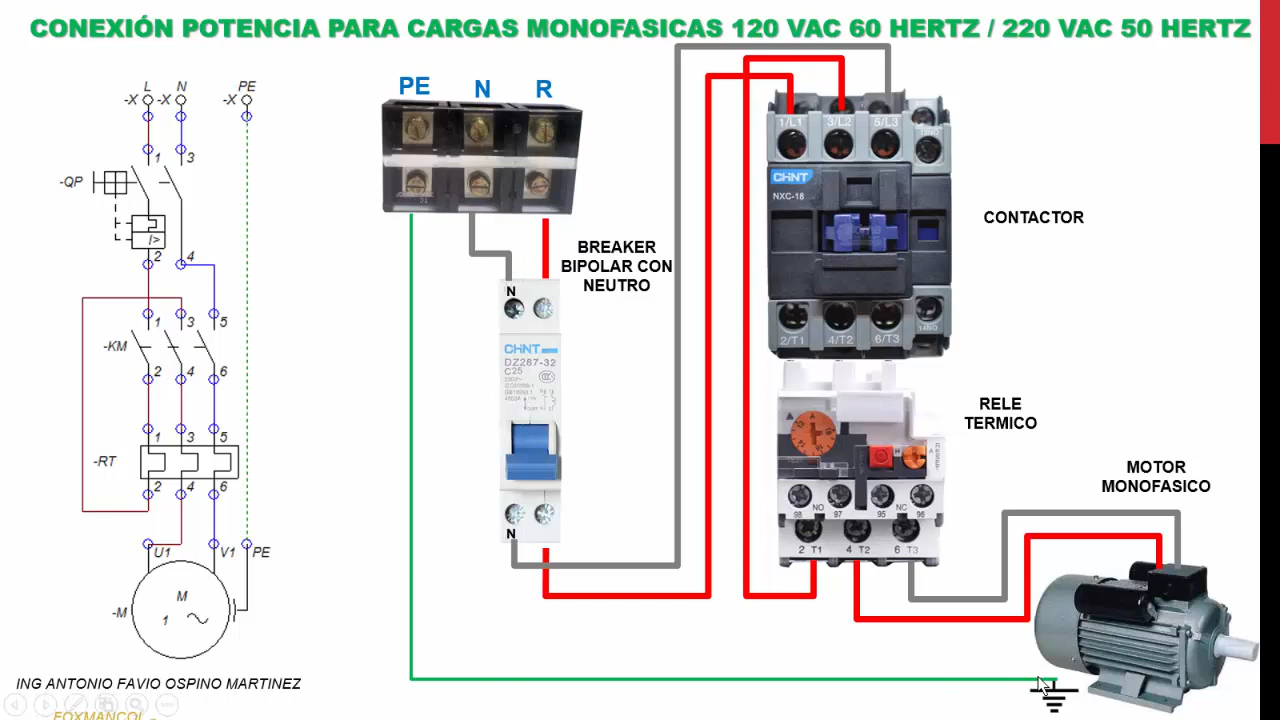 CONEXIÓN POTENCIA PARA CARGAS MONOFASICAS 120 VAC 60 HERTZ / 220 VAC 50 HERTZ
L N PE
-X -X -X
1 3
-QP
I>
2 4
1 3 5
-KM
2 4 6
1 3 5
-RT
2 4 6
U1 V1 PE
-M
M
1
PE N R
BREAKER
BIPOLAR CON
NEUTRO
N
CHNT
DZ267-32
C25
N
1/L1 3/L2 5/L3
13NO
CHNT
NXC-18
CONTACTOR
2/T1 4/T2 6/T3
14NO
RELE
TERMICO
98 NO 97 95 NC 96
2 T1 4 T2 6 T3
MOTOR
MONOFASICO
ING ANTONIO FAVIO OSPINO MARTINEZ
FOXMANCOL -